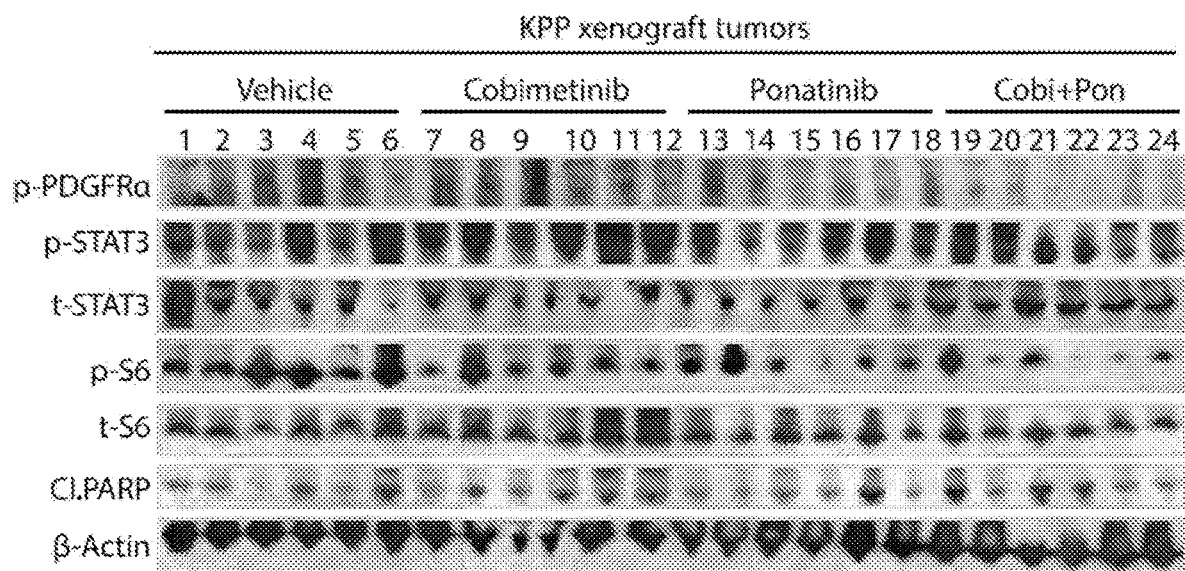 KPP xenograft tumors
Vehicle Cobimetinib Ponatinib Cobi+Pon
1 2 3 4 5 6 7 8 9 10 11 12 13 14 15 16 17 18 19 20 21 22 23 24
p-PDGFRα
p-STAT3
t-STAT3
p-S6
t-S6
Cl.PARP
β-Actin